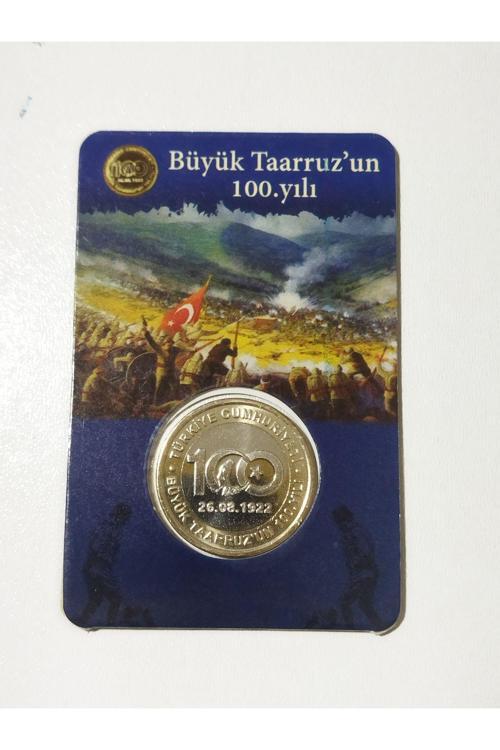 Büyük Taarruz'un
100.yılı
TÜRKİYE CUMHURİYETİ
100
26.08.1922
BÜYÜK TAARRUZ'UN 100.YILI